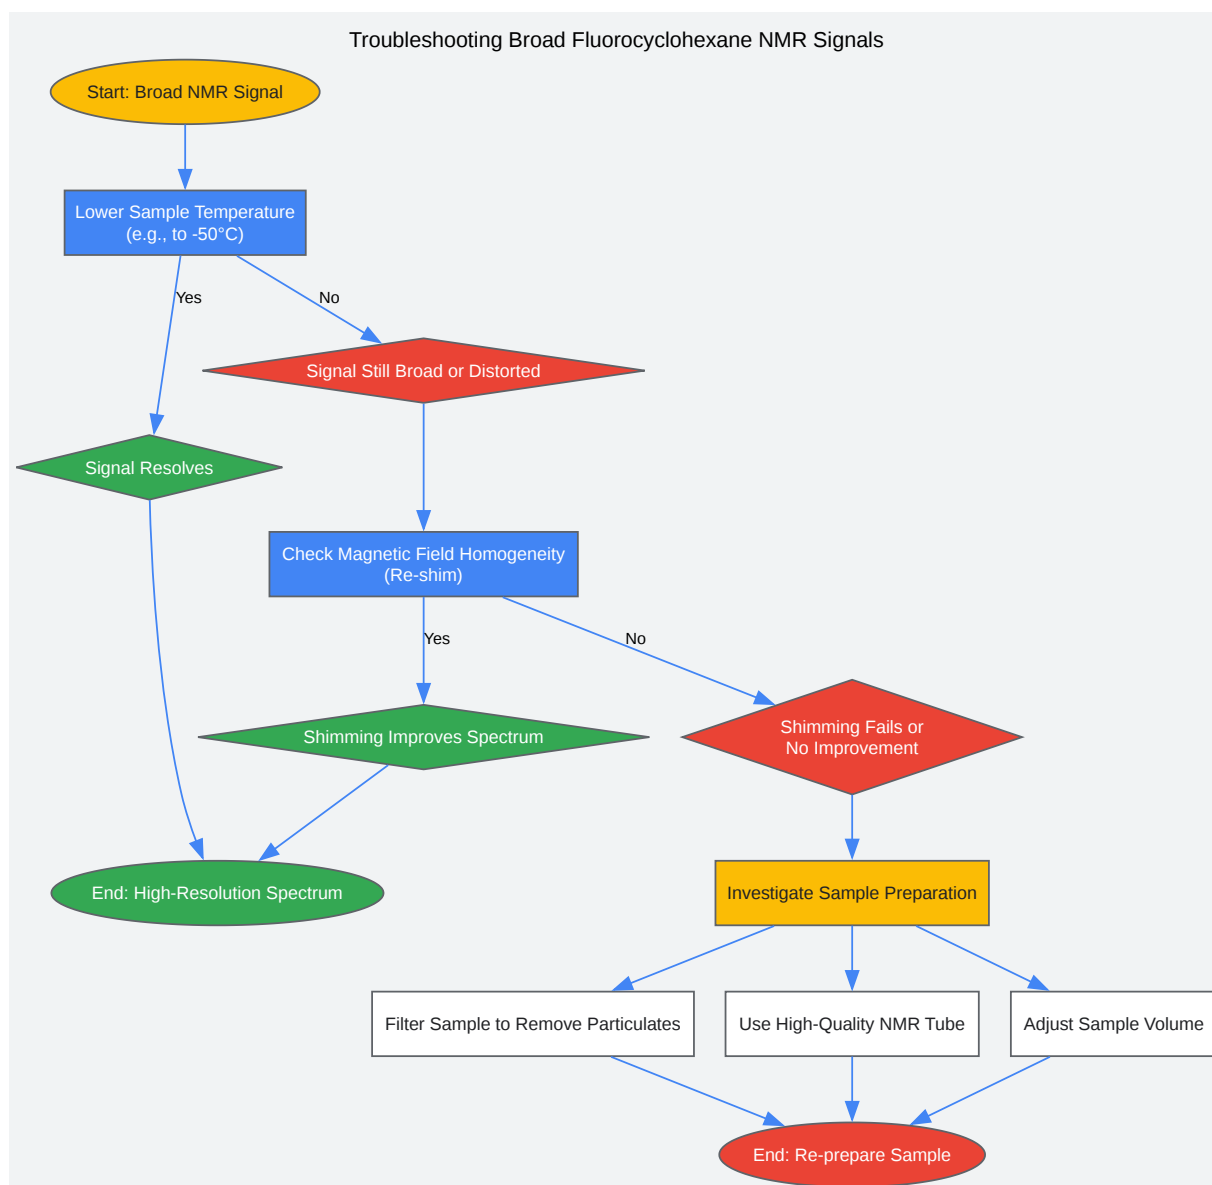 Troubleshooting Broad Fluorocyclohexane NMR Signals
Start: Broad NMR Signal
Lower Sample Temperature
(e.g., to -50°C)
Yes
No
Signal Still Broad or Distorted
Signal Resolves
Check Magnetic Field Homogeneity
(Re-shim)
Yes
No
Shimming Improves Spectrum
Shimming Fails or
No Improvement
End: High-Resolution Spectrum
Investigate Sample Preparation
Filter Sample to Remove Particulates
Use High-Quality NMR Tube
Adjust Sample Volume
End: Re-prepare Sample